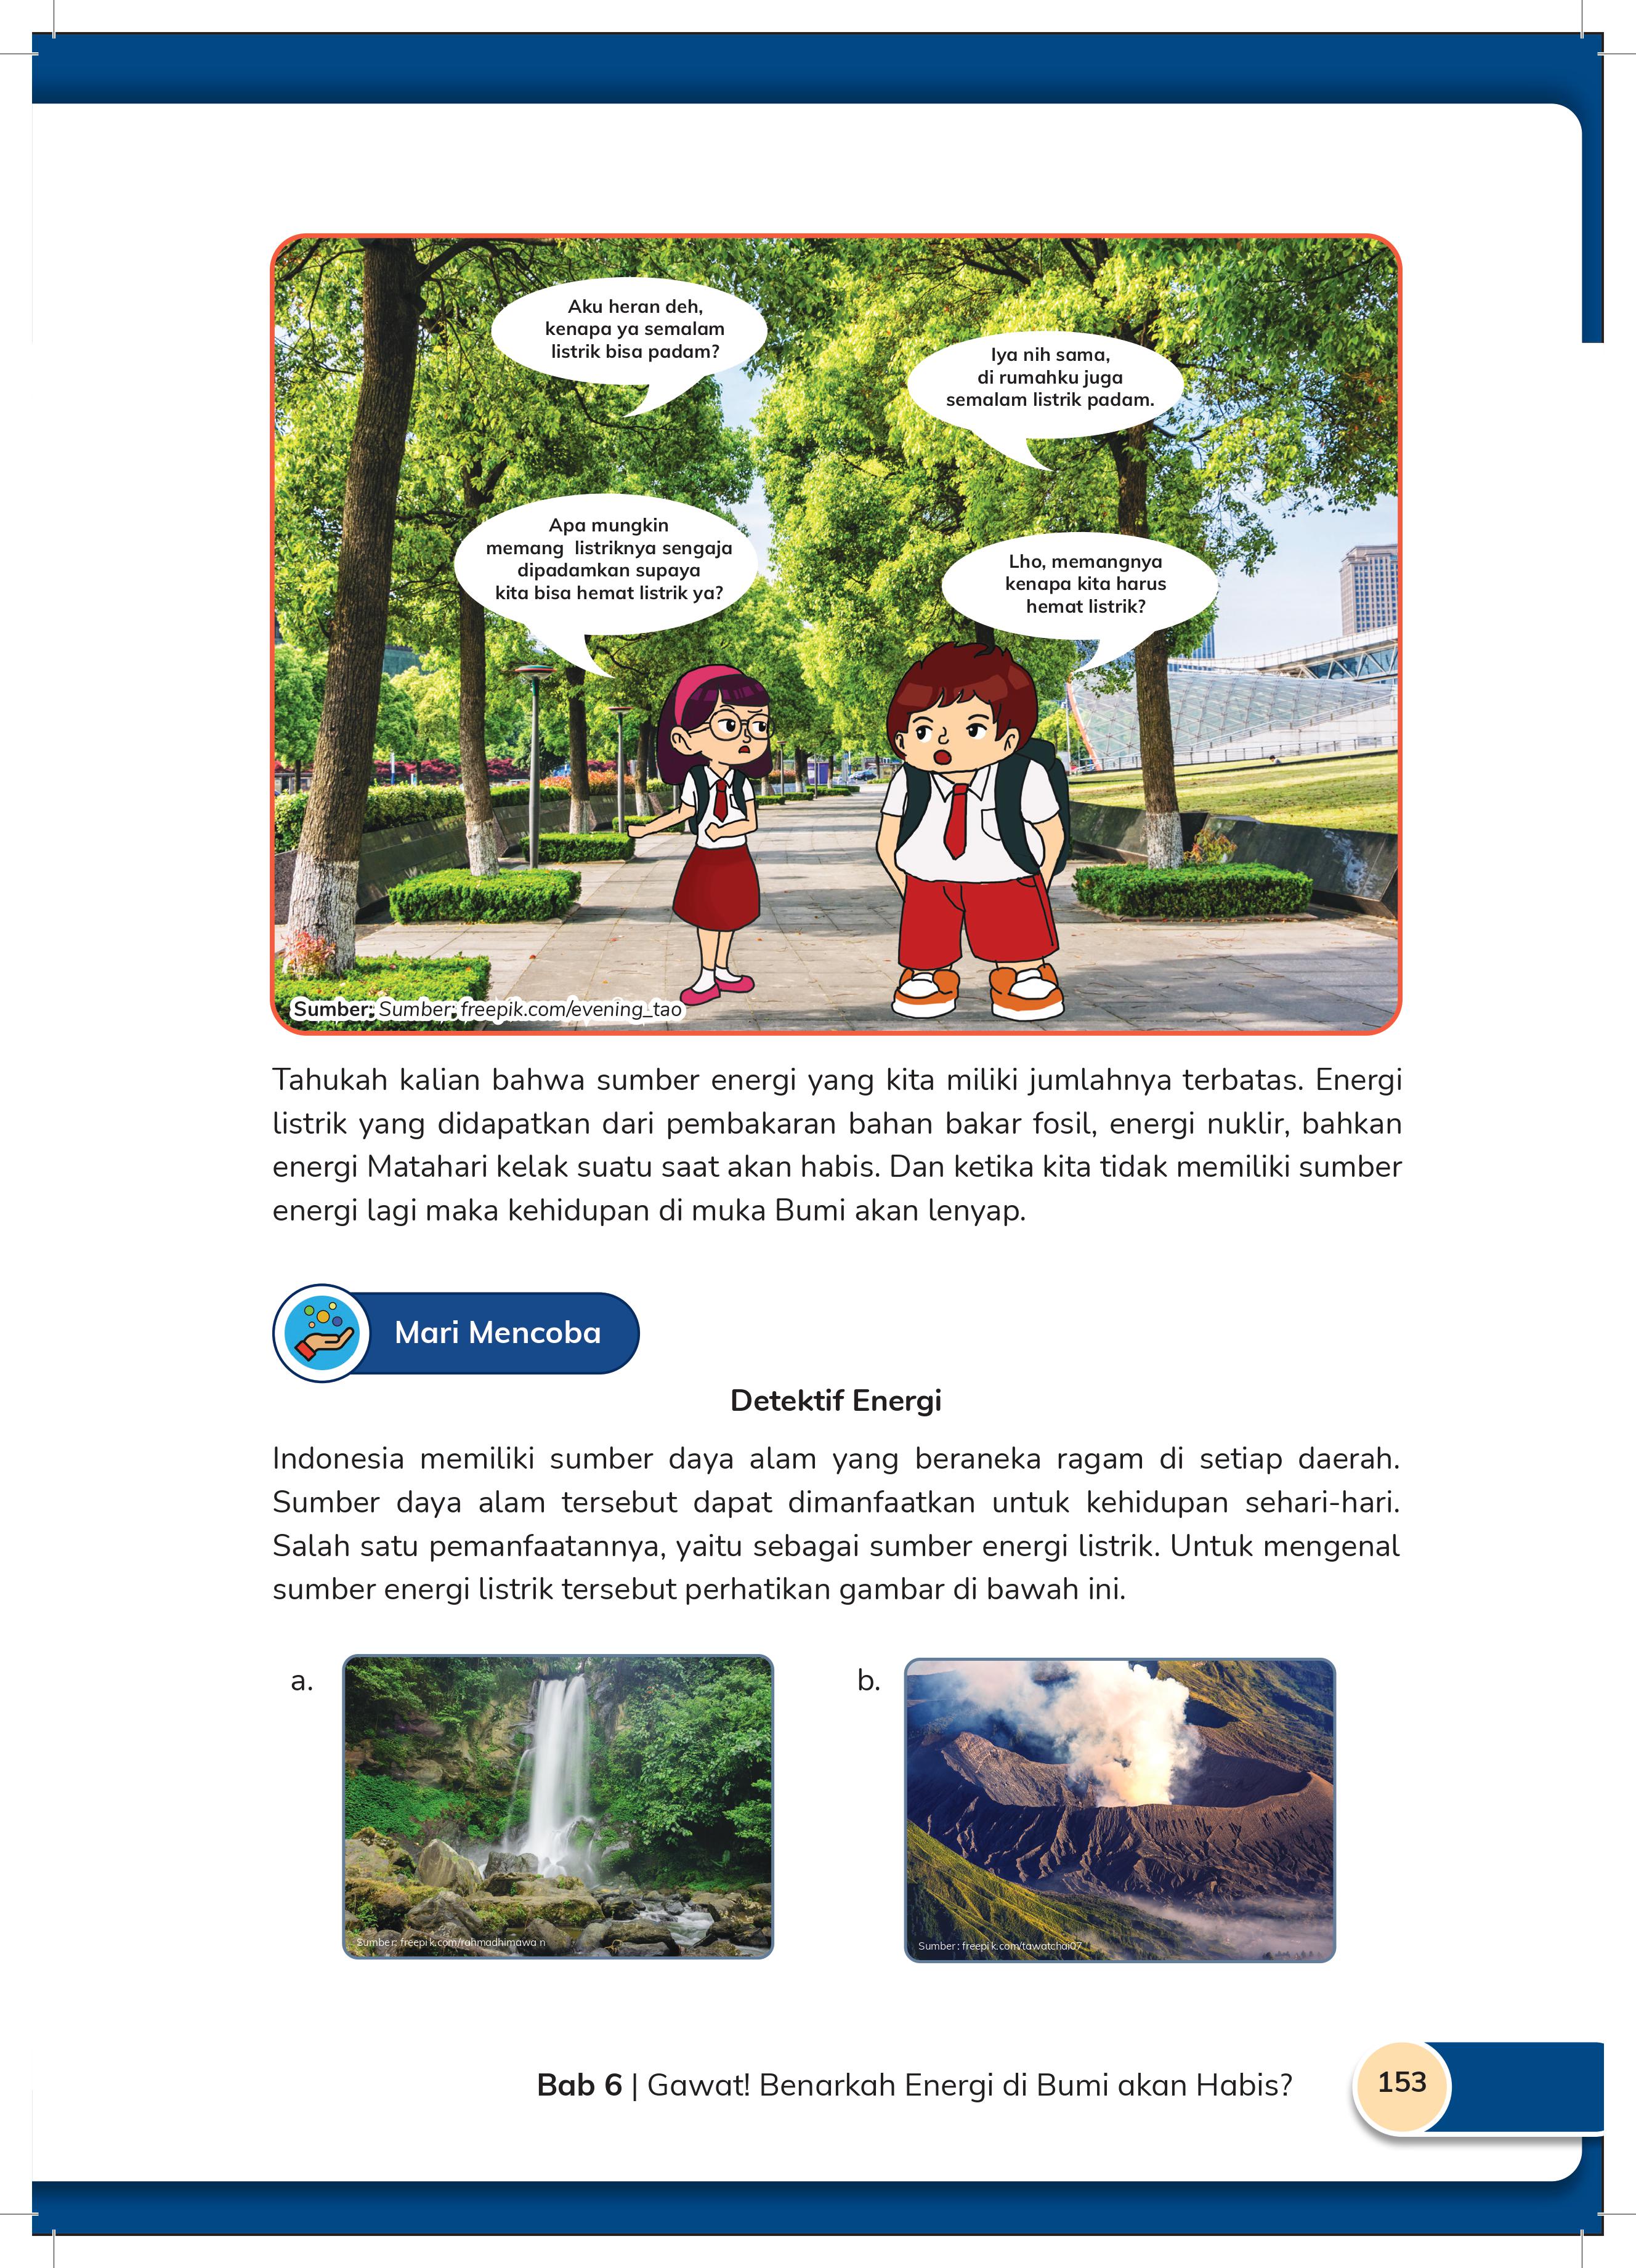 Aku heran deh,
kenapa ya semalam
listrik bisa padam?
Iya nih sama,
di rumahku juga
semalam listrik padam.
Apa mungkin
memang listriknya sengaja
dipadamkan supaya
kita bisa hemat listrik ya?
Lho, memangnya
kenapa kita harus
hemat listrik?
Sumber: Sumber: freepik.com/evening_tao
Tahukah kalian bahwa sumber energi yang kita miliki jumlahnya terbatas. Energi
listrik yang didapatkan dari pembakaran bahan bakar fosil, energi nuklir, bahkan
energi Matahari kelak suatu saat akan habis. Dan ketika kita tidak memiliki sumber
energi lagi maka kehidupan di muka Bumi akan lenyap.
Mari Mencoba
Detektif Energi
Indonesia memiliki sumber daya alam yang beraneka ragam di setiap daerah.
Sumber daya alam tersebut dapat dimanfaatkan untuk kehidupan sehari-hari.
Salah satu pemanfaatannya, yaitu sebagai sumber energi listrik. Untuk mengenal
sumber energi listrik tersebut perhatikan gambar di bawah ini.
a.
b.
Sumber: freepik.com/rahmadhimawan
Sumber: freepik.com/tawatchai07
Bab 6 | Gawat! Benarkah Energi di Bumi akan Habis?
153